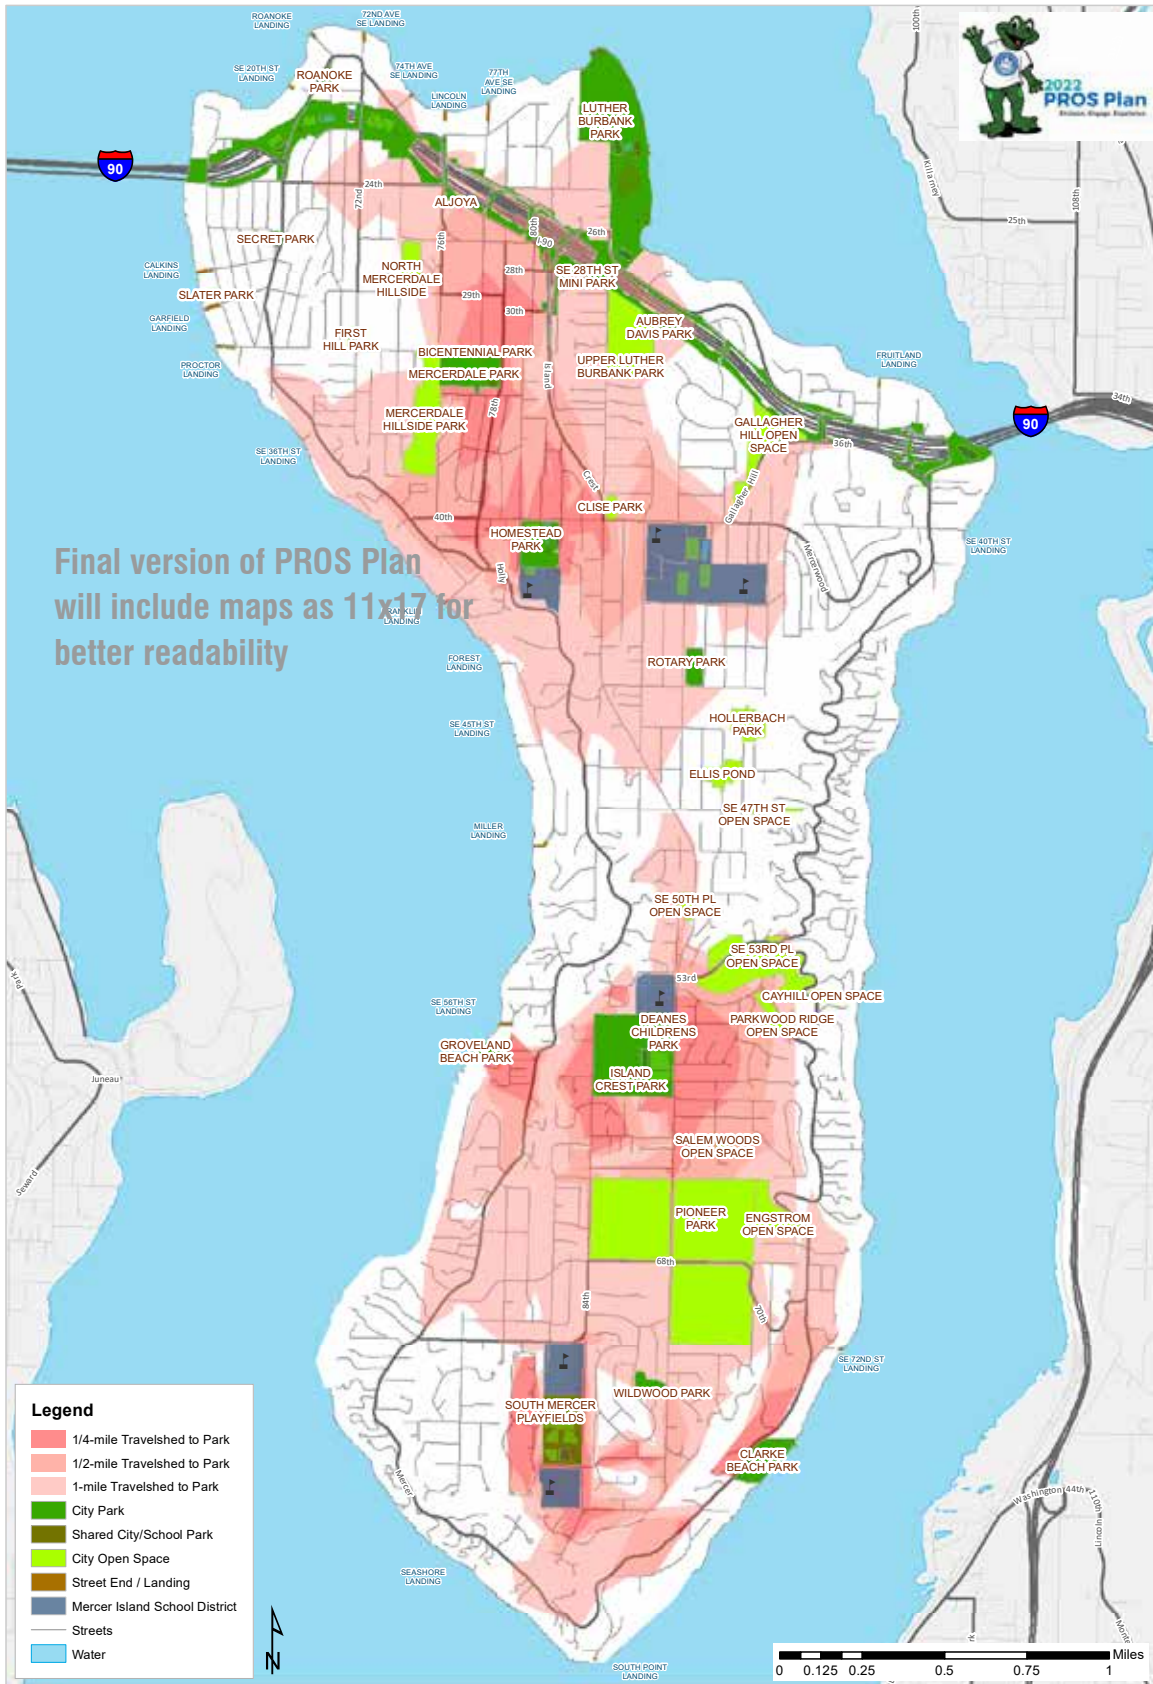 ROANOKE
LANDING
72ND AVE
SE LANDING
SE 20TH ST
LANDING
ROANOKE
PARK
74TH AVE
SE LANDING
77TH
AVE SE
LANDING
LINCOLN
LANDING
LUTHER
BURBANK
PARK
100th
2022
PROS Plan
90
Killarney
108th
25th
24th
72nd
ALJOYA
76th
80th
I-90
26th
SECRET PARK
CALKINS
LANDING
SLATER PARK
GARFIELD
LANDING
PROCTOR
LANDING
NORTH
MERCERDALE
HILLSIDE
28th
29th
30th
SE 28TH ST
MINI PARK
AUBREY
DAVIS PARK
FIRST
HILL PARK
BICENTENNIAL PARK
MERCERDALE PARK
Island
UPPER LUTHER
BURBANK PARK
FRUITLAND
LANDING
34th
90
MERCERDALE
HILLSIDE PARK
78th
GALLAGHER
HILL OPEN
SPACE
36th
SE 36TH ST
LANDING
Crest
Gallagher Hill
CLISE PARK
40th
HOMESTEAD
PARK
SE 40TH ST
LANDING
Mercerwood
Holly
Final version of PROS Plan
will include maps as 11x17 for
better readability
LANDING
FOREST
LANDING
ROTARY PARK
SE 45TH ST
LANDING
HOLLERBACH
PARK
ELLIS POND
SE 47TH ST
OPEN SPACE
MILLER
LANDING
SE 50TH PL
OPEN SPACE
SE 53RD PL
OPEN SPACE
53rd
CAYHILL OPEN SPACE
SE 56TH ST
LANDING
DEANES
CHILDRENS
PARK
PARKWOOD RIDGE
OPEN SPACE
GROVELAND
BEACH PARK
ISLAND
CREST PARK
Park
Juneau
Seward
SALEM WOODS
OPEN SPACE
PIONEER
PARK
ENGSTROM
OPEN SPACE
68th
84th
70th
SE 72ND ST
LANDING
WILDWOOD PARK
SOUTH MERCER
PLAYFIELDS
CLARKE
BEACH PARK
Mercer
Washington
44th
110th
Lincoln
SEASHORE
LANDING
SOUTH POINT
LANDING
Legend
1/4-mile Travelshed to Park
1/2-mile Travelshed to Park
1-mile Travelshed to Park
City Park
Shared City/School Park
City Open Space
Street End / Landing
Mercer Island School District
Streets
Water
N
Miles
0 0.125 0.25 0.5 0.75 1